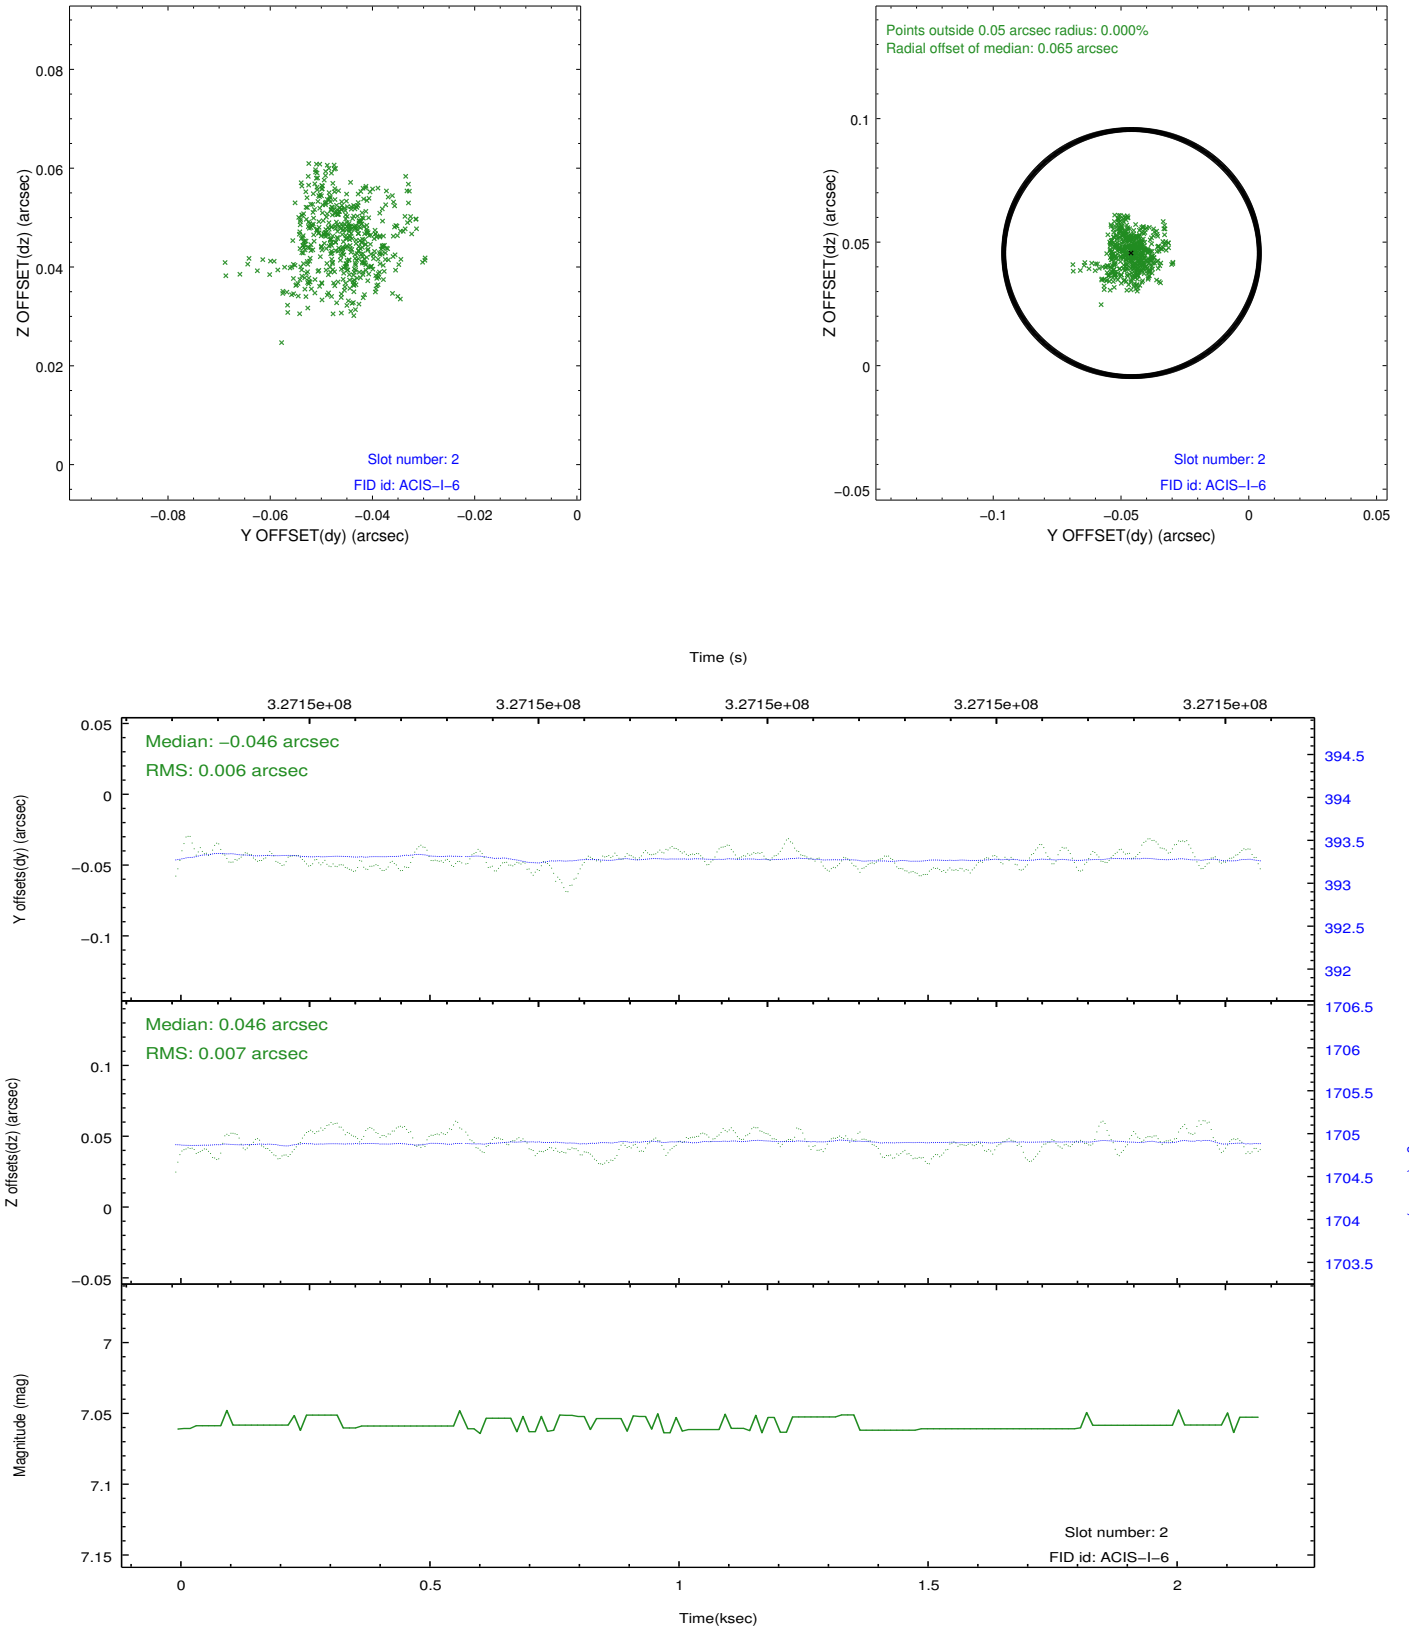 0.08
0.06
0.04
0.02
0
Z OFFSET(dz) (arcsec)
Slot number: 2
FID id: ACIS−I−6
−0.08
−0.06
−0.04
−0.02
0
Y OFFSET(dy) (arcsec)
Points outside 0.05 arcsec radius: 0.000%
Radial offset of median: 0.065 arcsec
0.1
0.05
0
−0.05
Z OFFSET(dz) (arcsec)
Slot number: 2
FID id: ACIS−I−6
−0.1
−0.05
0
0.05
Y OFFSET(dy) (arcsec)
Time (s)
3.2715e+08
3.2715e+08
3.2715e+08
3.2715e+08
3.2715e+08
Median: −0.046 arcsec
RMS: 0.006 arcsec
0.05
0
−0.05
−0.1
Y offsets(dy) (arcsec)
394.5
394
393.5
393
392.5
392
Median: 0.046 arcsec
RMS: 0.007 arcsec
0.1
0.05
0
−0.05
Z offsets(dz) (arcsec)
1706.5
1706
1705.5
1705
1704.5
1704
1703.5
7
7.05
7.1
7.15
Magnitude (mag)
Slot number: 2
FID id: ACIS−I−6
0
0.5
1
1.5
2
Time(ksec)